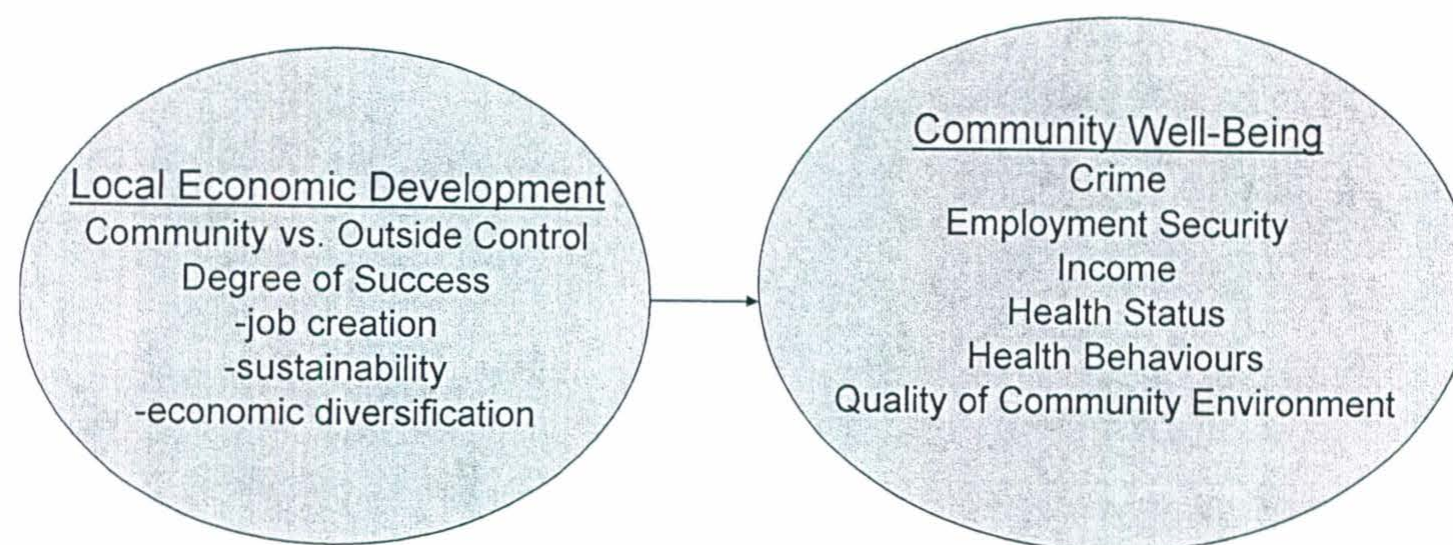 Local Economic Development
Community vs. Outside Control
Degree of Success
-job creation
-sustainability
-economic diversification
Community Well-Being
Crime
Employment Security
Income
Health Status
Health Behaviours
Quality of Community Environment